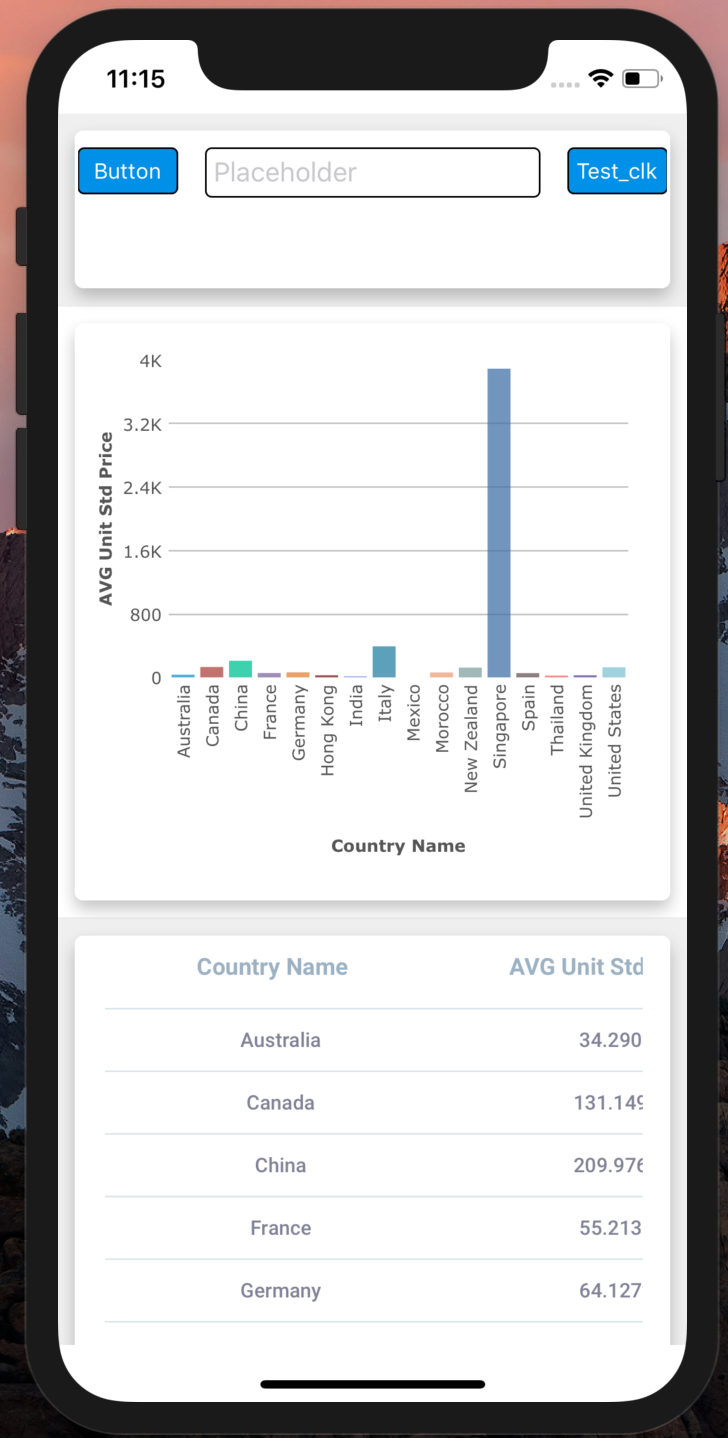 11:15
Button
Placeholder
Test_clk
4K
3.2K
2.4K
1.6K
800
0
AVG Unit Std Price
Australia
Canada
China
France
Germany
Hong Kong
India
Italy
Mexico
Morocco
New Zealand
Singapore
Spain
Thailand
United Kingdom
United States
Country Name
Country Name AVG Unit Std
Australia 34.290
Canada 131.149
China 209.976
France 55.213
Germany 64.127